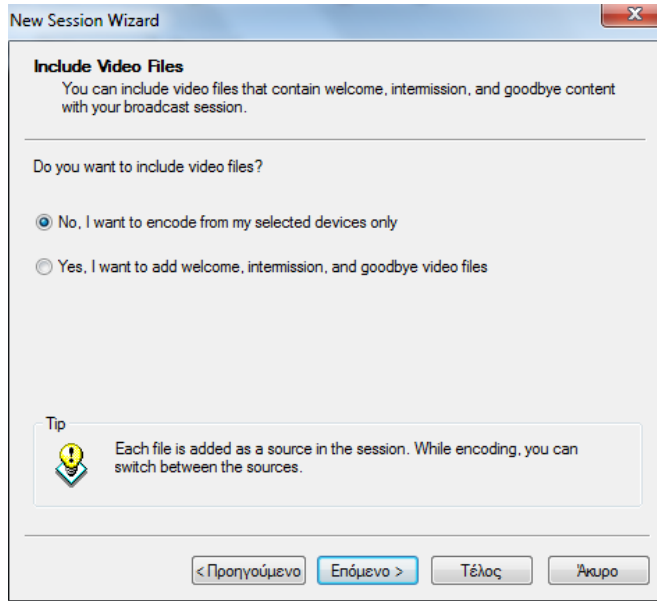 New Session Wizard
Include Video Files
You can include video files that contain welcome, intermission, and goodbye content
with your broadcast session.
Do you want to include video files?
No, I want to encode from my selected devices only
Yes, I want to add welcome, intermission, and goodbye video files
Tip
Each file is added as a source in the session. While encoding, you can
switch between the sources.
< Προηγούμενο Επόμενο > Τέλος Άκυρο